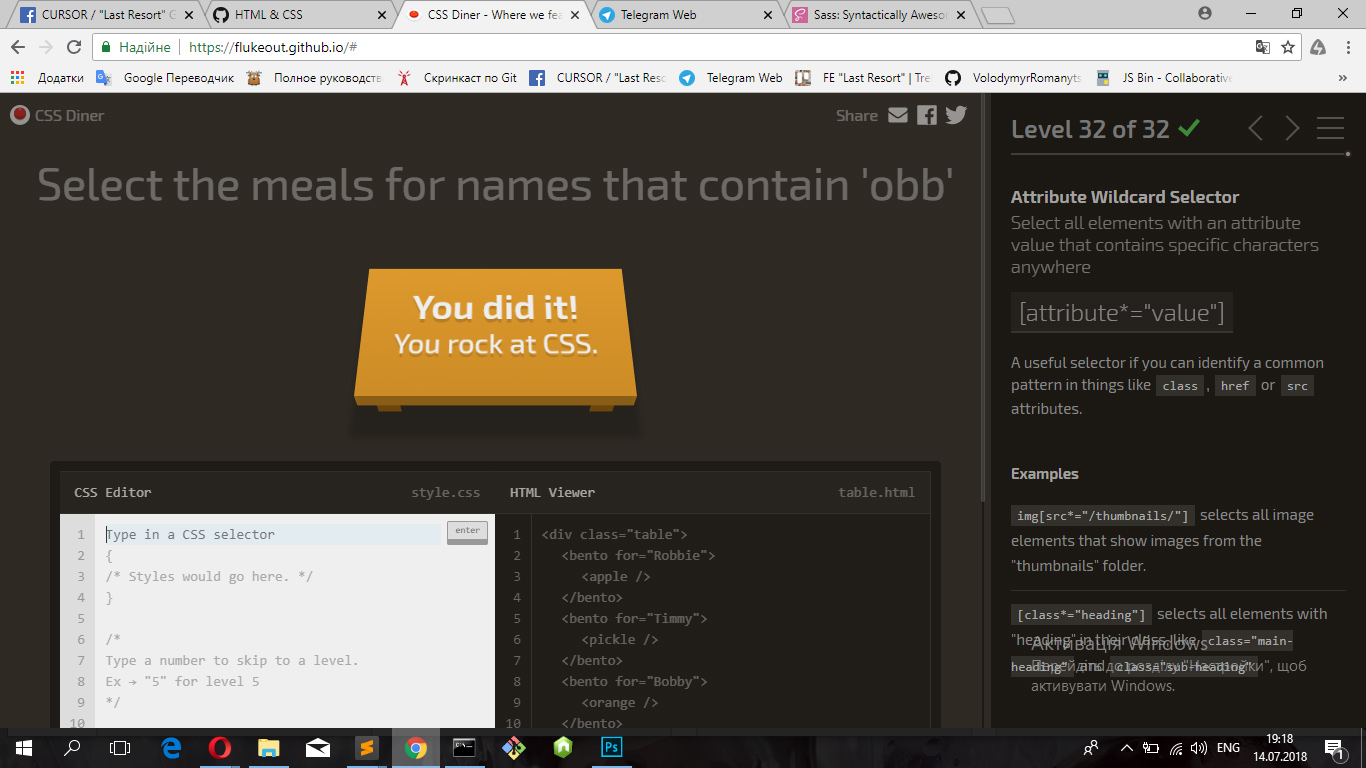 CURSOR / "Last Resort" G
HTML & CSS
CSS Diner - Where we fea
Telegram Web
Sass: Syntactically Aweso
Надійне
https://flukeout.github.io/#
Додатки
Google Переводчик
Полное руководств
Скринкаст по Git
CURSOR / "Last Reso
Telegram Web
FE "Last Resort" | Tre
VolodymyrRomanyts
JS Bin - Collaborative
»
CSS Diner
Share
Select the meals for names that contain 'obb'
You did it!
You rock at CSS.
CSS Editor
style.css
1 Type in a CSS selector
enter
2 {
3 /* Styles would go here. */
4 }
5
6 /*
7 Type a number to skip to a level.
8 Ex → "5" for level 5
9 */
10
HTML Viewer
table.html
1 <div class="table">
2 <bento for="Robbie">
3 <apple />
4 </bento>
5 <bento for="Timmy">
6 <pickle />
7 </bento>
8 <bento for="Bobby">
9 <orange />
10 </bento>
Level 32 of 32
Attribute Wildcard Selector
Select all elements with an attribute
value that contains specific characters
anywhere
[attribute*="value"]
A useful selector if you can identify a common
pattern in things like class , href or src
attributes.
Examples
img[src*="/thumbnails/"] selects all image
elements that show images from the
"thumbnails" folder.
[class*="heading"] selects all elements with
"heading" in their class, like class="main-
heading" and class="sub-heading"
Активація Windows
Перейдіть до розділу "Настройки", щоб
активувати Windows.
Ps
ENG
19:18
14.07.2018
1